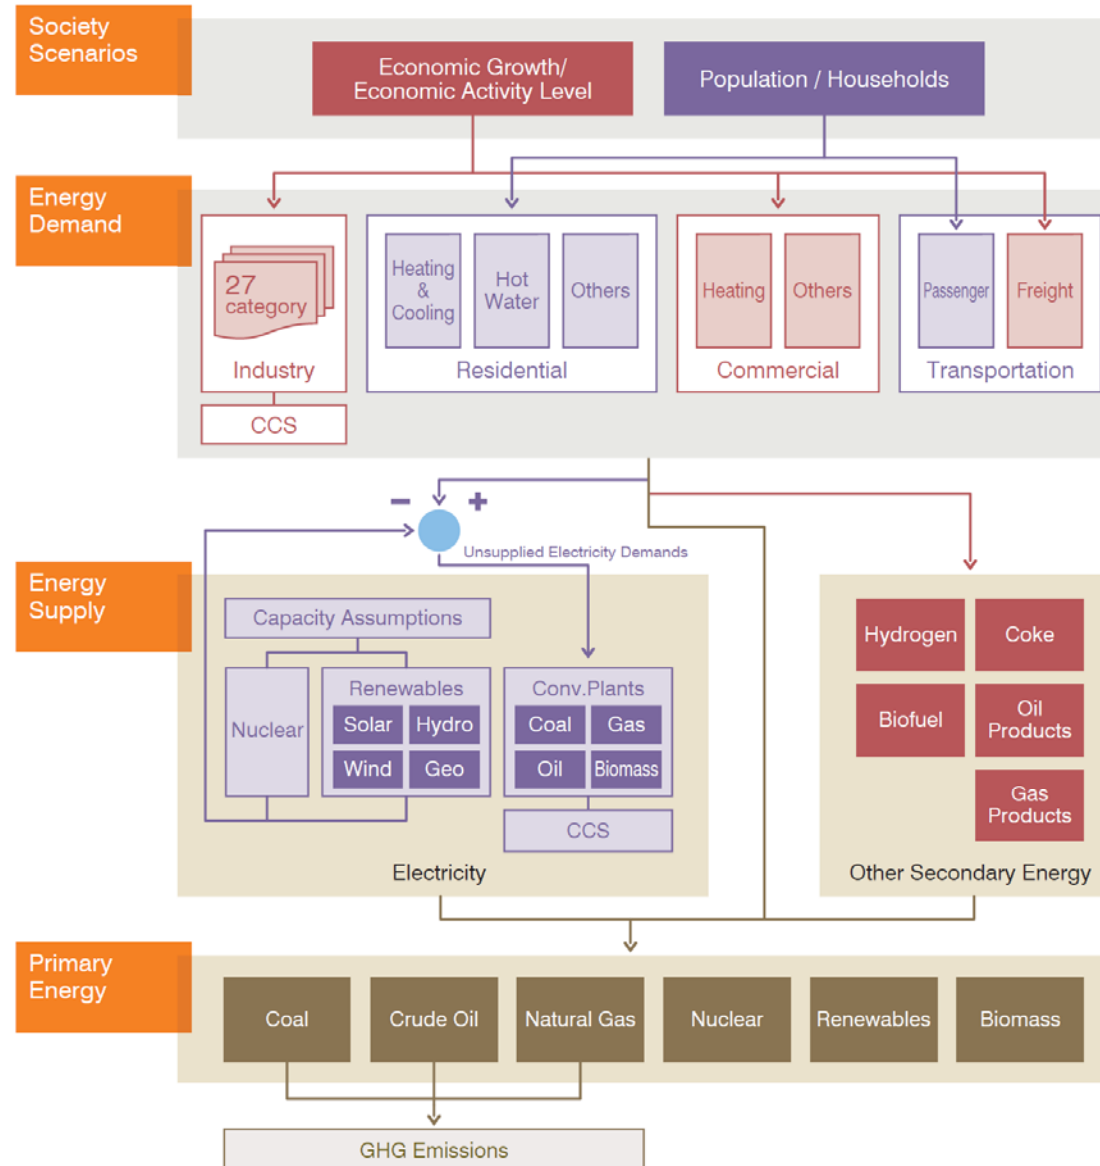 Society
Scenarios
Economic Growth/
Economic Activity Level
Population / Households
Energy
Demand
27
category
Industry
CCS
Heating
&
Cooling
Hot
Water
Others
Residential
Heating
Others
Commercial
Passenger
Freight
Transportation
− +
Unsupplied Electricity Demands
Energy
Supply
Capacity Assumptions
Nuclear
Renewables
Solar
Hydro
Wind
Geo
Conv.Plants
Coal
Gas
Oil
Biomass
CCS
Electricity
Hydrogen
Coke
Biofuel
Oil
Products
Gas
Products
Other Secondary Energy
Primary
Energy
Coal
Crude Oil
Natural Gas
Nuclear
Renewables
Biomass
GHG Emissions